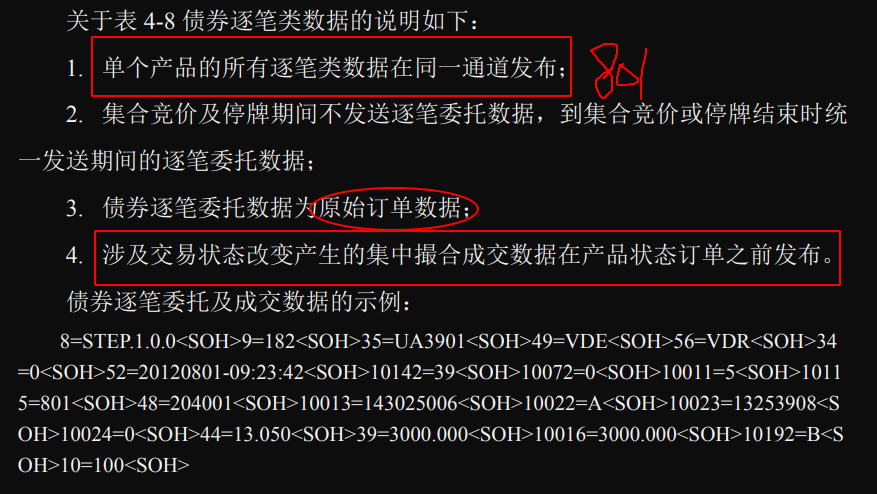 关于表 4-8 债券逐笔类数据的说明如下：
1. 单个产品的所有逐笔类数据在同一通道发布；
2. 集合竞价及停牌期间不发送逐笔委托数据，到集合竞价或停牌结束时统
一发送期间的逐笔委托数据；
3. 债券逐笔委托数据为原始订单数据；
4. 涉及交易状态改变产生的集中撮合成交数据在产品状态订单之前发布。
债券逐笔委托及成交数据的示例：
8=STEP.1.0.0<SOH>9=182<SOH>35=UA3901<SOH>49=VDE<SOH>56=VDR<SOH>34
=0<SOH>52=20120801-09:23:42<SOH>10142=39<SOH>10072=0<SOH>10011=5<SOH>1011
5=801<SOH>48=204001<SOH>10013=143025006<SOH>10022=A<SOH>10023=13253908<S
OH>10024=0<SOH>44=13.050<SOH>39=3000.000<SOH>10016=3000.000<SOH>10192=B<S
OH>10=100<SOH>